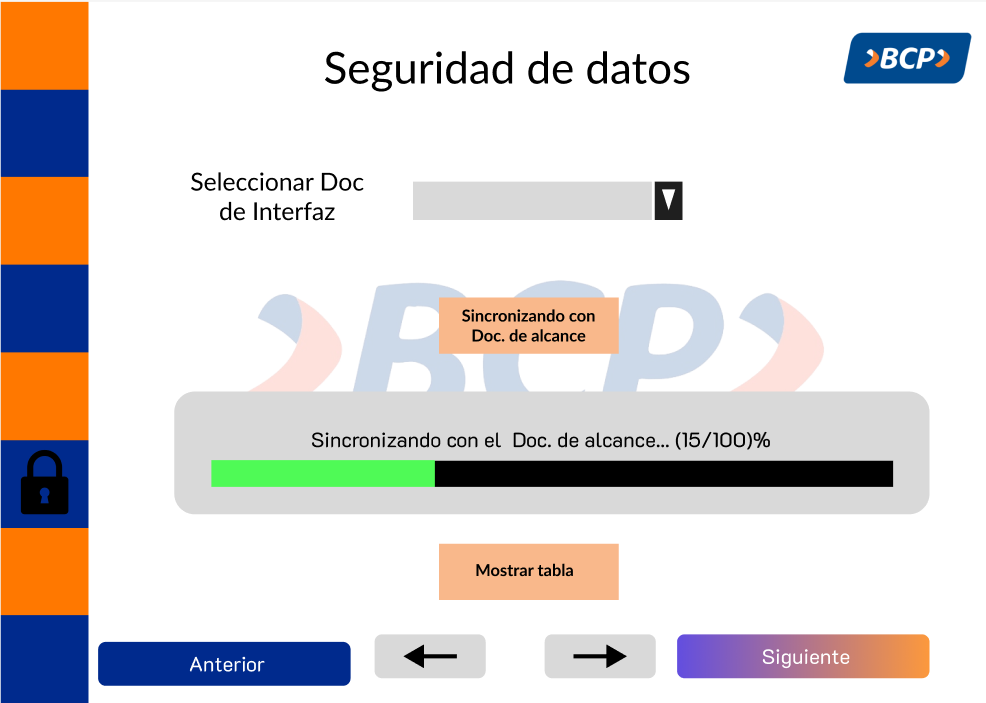 Seguridad de datos
BCP
Seleccionar Doc
de Interfaz
BCP
Sincronizando con
Doc. de alcance
Sincronizando con el Doc. de alcance... (15/100)%
Mostrar tabla
Anterior
Siguiente